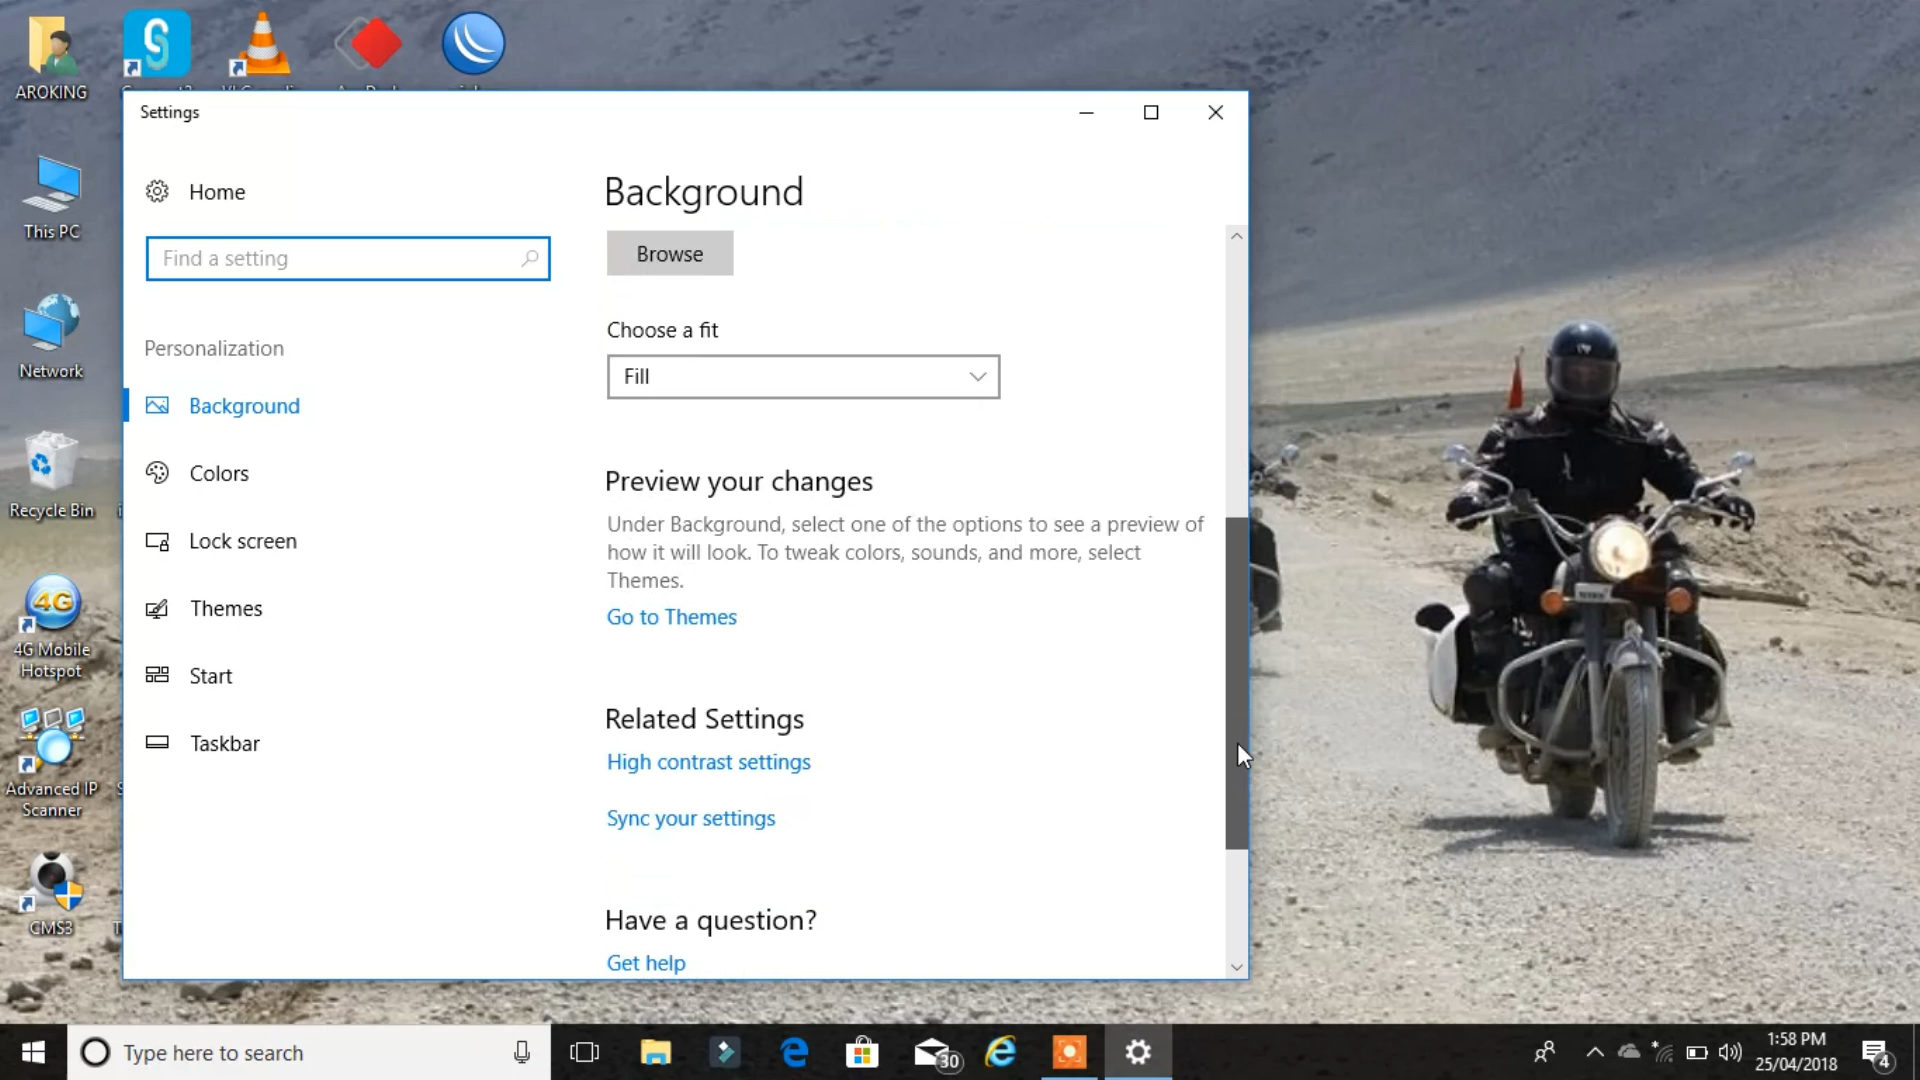 AROKING
This PC
Network
Recycle Bin
4G
4G Mobile
Hotspot
Advanced IP
Scanner
CMS3
Settings
Home
Find a setting
Personalization
Background
Colors
Lock screen
Themes
Start
Taskbar
Background
Browse
Choose a fit
Fill
Preview your changes
Under Background, select one of the options to see a preview of
how it will look. To tweak colors, sounds, and more, select
Themes.
Go to Themes
Related Settings
High contrast settings
Sync your settings
Have a question?
Get help
Type here to search
30
1:58 PM
25/04/2018
4